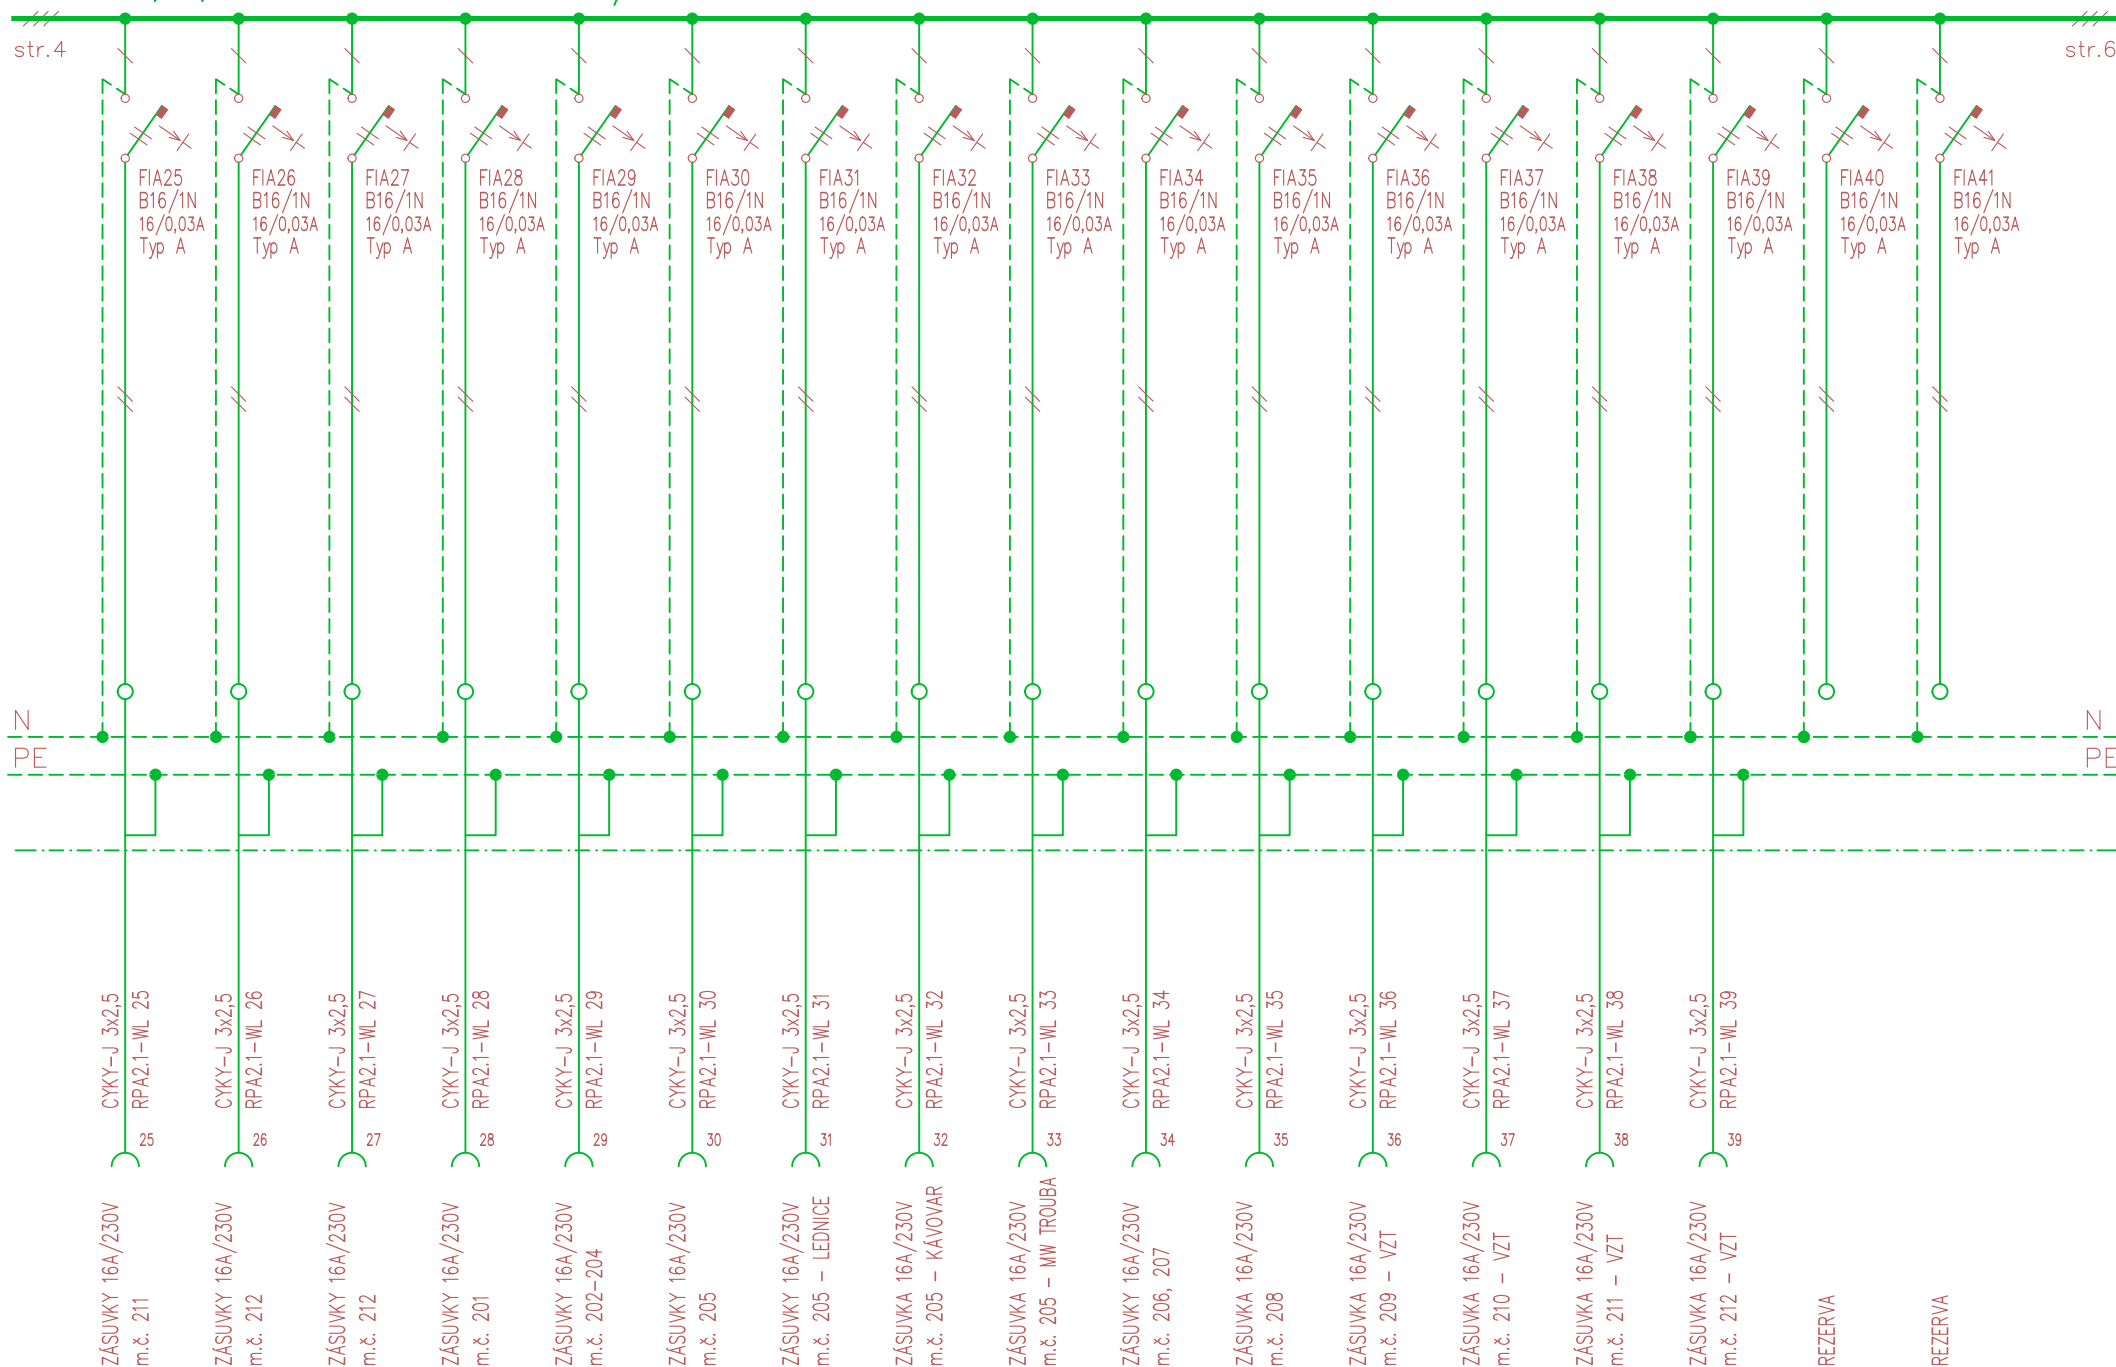 str.4
str.6
FIA25
B16/1N
16/0,03A
Typ A
FIA26
B16/1N
16/0,03A
Typ A
FIA27
B16/1N
16/0,03A
Typ A
FIA28
B16/1N
16/0,03A
Typ A
FIA29
B16/1N
16/0,03A
Typ A
FIA30
B16/1N
16/0,03A
Typ A
FIA31
B16/1N
16/0,03A
Typ A
FIA32
B16/1N
16/0,03A
Typ A
FIA33
B16/1N
16/0,03A
Typ A
FIA34
B16/1N
16/0,03A
Typ A
FIA35
B16/1N
16/0,03A
Typ A
FIA36
B16/1N
16/0,03A
Typ A
FIA37
B16/1N
16/0,03A
Typ A
FIA38
B16/1N
16/0,03A
Typ A
FIA39
B16/1N
16/0,03A
Typ A
FIA40
B16/1N
16/0,03A
Typ A
FIA41
B16/1N
16/0,03A
Typ A
N
N
PE
PE
CYKY-J 3x2,5
RPA2.1-WL 25
CYKY-J 3x2,5
RPA2.1-WL 26
CYKY-J 3x2,5
RPA2.1-WL 27
CYKY-J 3x2,5
RPA2.1-WL 28
CYKY-J 3x2,5
RPA2.1-WL 29
CYKY-J 3x2,5
RPA2.1-WL 30
CYKY-J 3x2,5
RPA2.1-WL 31
CYKY-J 3x2,5
RPA2.1-WL 32
CYKY-J 3x2,5
RPA2.1-WL 33
CYKY-J 3x2,5
RPA2.1-WL 34
CYKY-J 3x2,5
RPA2.1-WL 35
CYKY-J 3x2,5
RPA2.1-WL 36
CYKY-J 3x2,5
RPA2.1-WL 37
CYKY-J 3x2,5
RPA2.1-WL 38
CYKY-J 3x2,5
RPA2.1-WL 39
25
26
27
28
29
30
31
32
33
34
35
36
37
38
39
ZÁSUVKY 16A/230V
m.č. 211
ZÁSUVKY 16A/230V
m.č. 212
ZÁSUVKY 16A/230V
m.č. 212
ZÁSUVKY 16A/230V
m.č. 201
ZÁSUVKY 16A/230V
m.č. 202-204
ZÁSUVKY 16A/230V
m.č. 205
ZÁSUVKY 16A/230V
m.č. 205 - LEDNICE
ZÁSUVKA 16A/230V
m.č. 205 - KÁVOVAR
ZÁSUVKA 16A/230V
m.č. 205 - MW TROUBA
ZÁSUVKY 16A/230V
m.č. 206, 207
ZÁSUVKY 16A/230V
m.č. 208
ZÁSUVKA 16A/230V
m.č. 209 - VZT
ZÁSUVKA 16A/230V
m.č. 210 - VZT
ZÁSUVKA 16A/230V
m.č. 211 - VZT
ZÁSUVKA 16A/230V
m.č. 212 - VZT
REZERVA
REZERVA